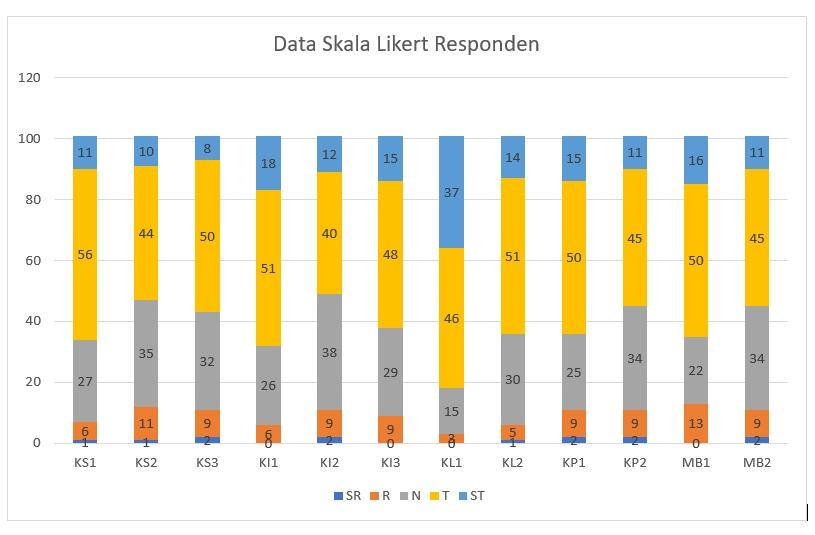 Data Skala Likert Responden
120
100
80
60
40
20
0
11 10 8 18 12 15 37 14 15 11 16 11
56 44 50 51 40 48 46 51 50 45 50 45
27 35 32 26 38 29 15 30 25 34 22 34
6 11 9 6 9 9 3 5 9 9 13 9
1 1 2 0 2 0 0 1 2 2 0 2
KS1 KS2 KS3 KI1 KI2 KI3 KL1 KL2 KP1 KP2 MB1 MB2
SR R N T ST